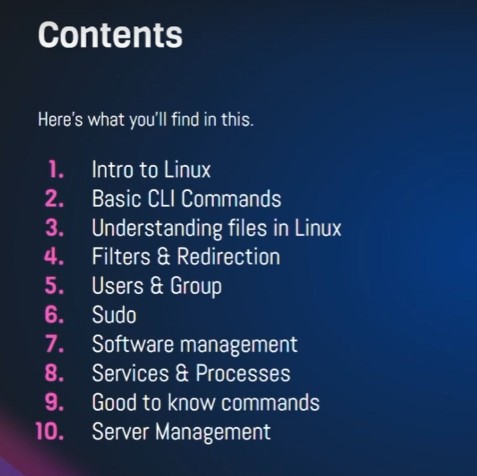 Contents
Here's what you'll find in this.
1. Intro to Linux
2. Basic CLI Commands
3. Understanding files in Linux
4. Filters & Redirection
5. Users & Group
6. Sudo
7. Software management
8. Services & Processes
9. Good to know commands
10. Server Management